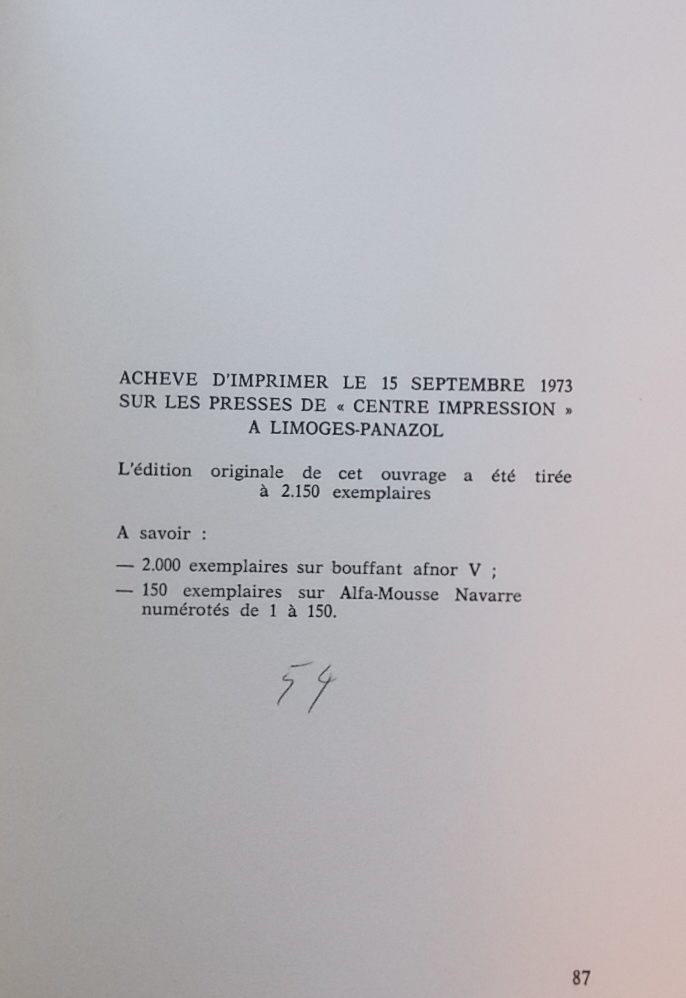 ACHEVE D'IMPRIMER LE 15 SEPTEMBRE 1973
SUR LES PRESSES DE « CENTRE IMPRESSION »
A LIMOGES-PANAZOL
L'édition originale de cet ouvrage a été tirée
à 2.150 exemplaires
A savoir :
— 2.000 exemplaires sur bouffant afnor V ;
— 150 exemplaires sur Alfa-Mousse Navarre
numérotés de 1 à 150.
54
87